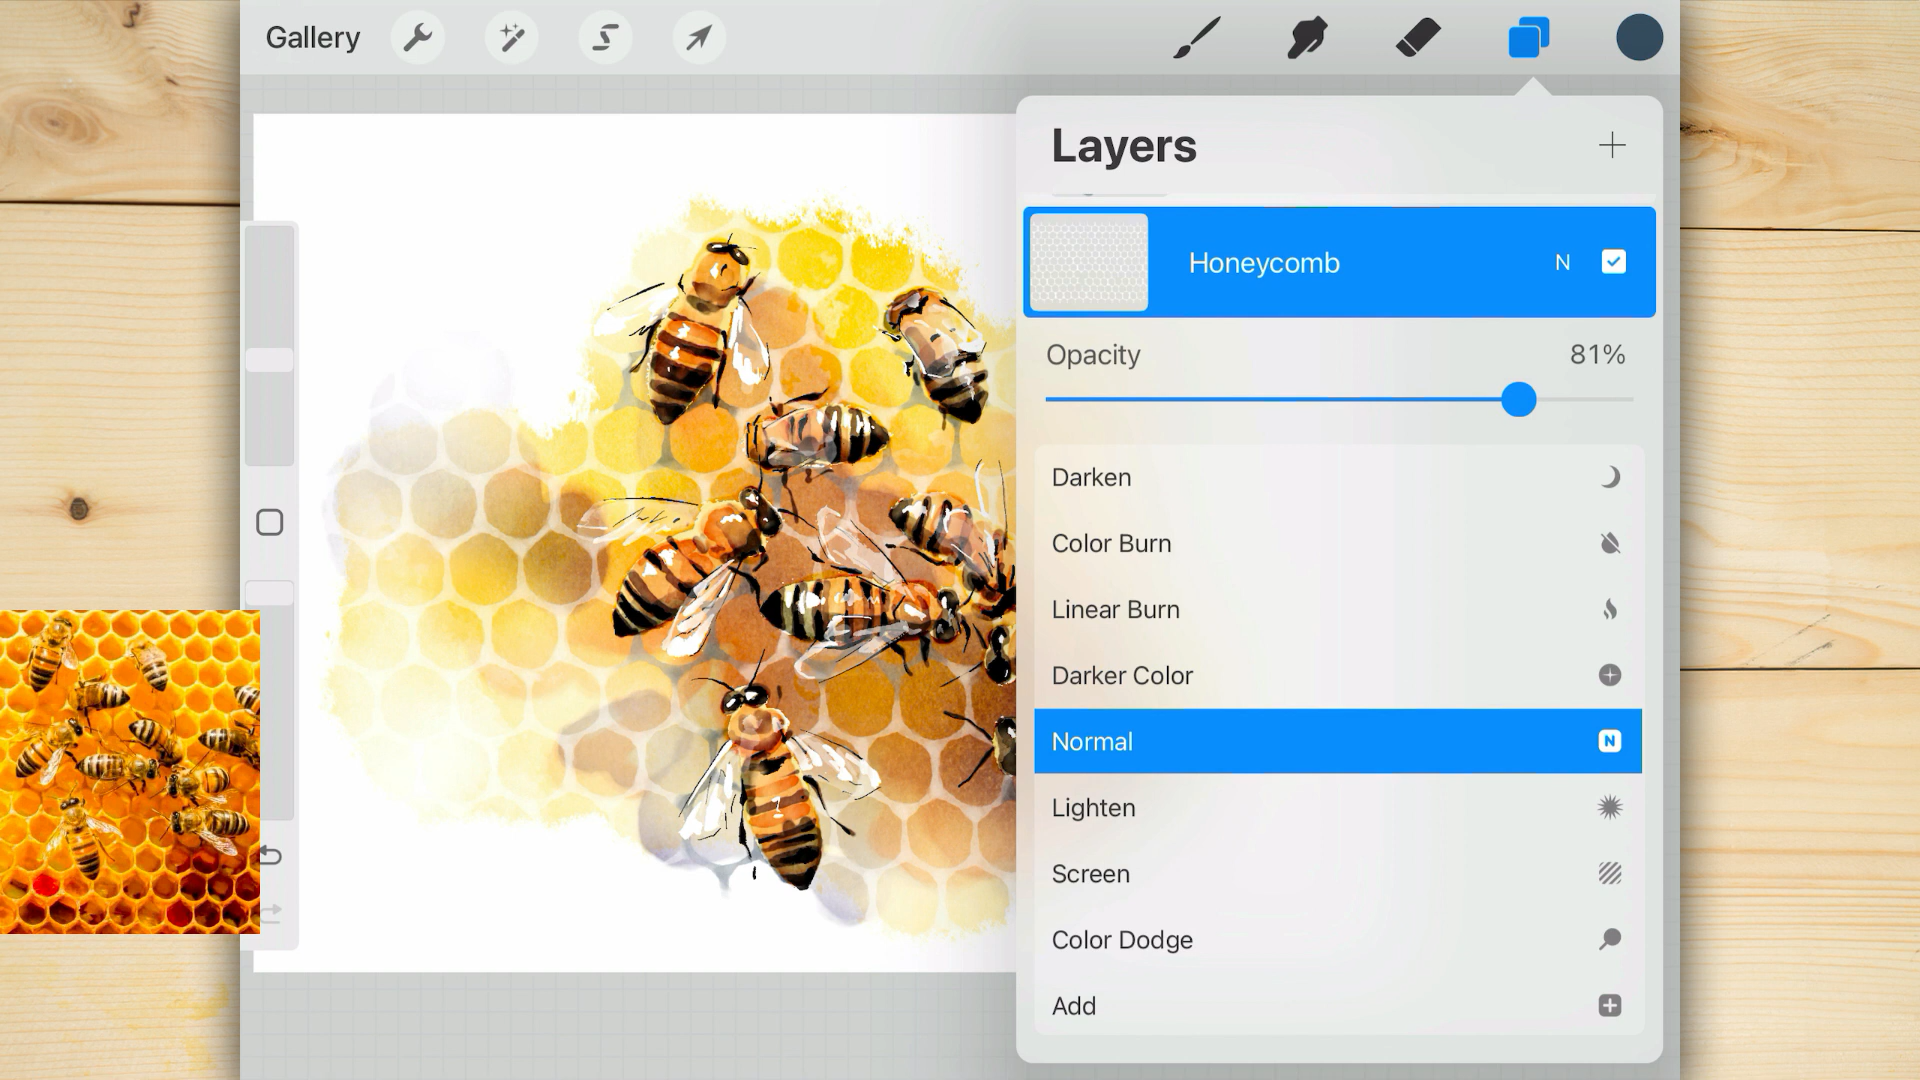 Gallery
Layers
Honeycomb N
Opacity 81%
Darken
Color Burn
Linear Burn
Darker Color
Normal N
Lighten
Screen
Color Dodge
Add